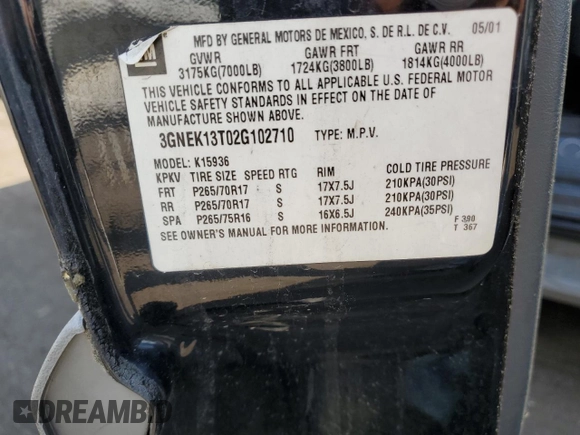 MFD BY GENERAL MOTORS DE MEXICO, S. DE R.L. DE C.V. 05/01
GVWR GAWR FRT GAWR RR
3175KG(7000LB) 1724KG(3800LB) 1814KG(4000LB)
THIS VEHICLE CONFORMS TO ALL APPLICABLE U.S. FEDERAL MOTOR
VEHICLE SAFETY STANDARDS IN EFFECT ON THE DATE OF
MANUFACTURE SHOWN ABOVE.
3GNEK13T02G102710 TYPE: M.P.V.
MODEL: K15936
KPKV TIRE SIZE SPEED RTG RIM COLD TIRE PRESSURE
FRT P265/70R17 S 17X7.5J 210KPA(30PSI)
RR P265/70R17 S 17X7.5J 210KPA(30PSI)
SPA P265/75R16 S 16X6.5J 240KPA(35PSI)
SEE OWNER'S MANUAL FOR MORE INFORMATION.
F 390
T 367
DREAMBID